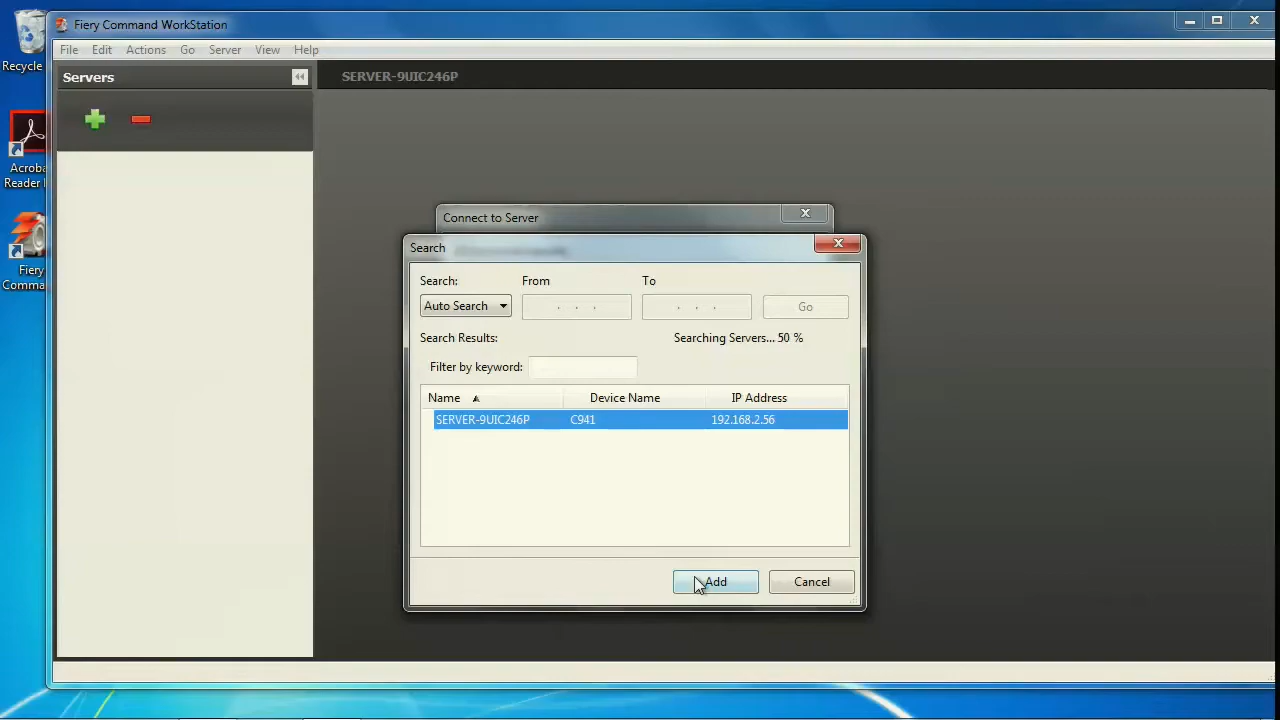 Fiery Command WorkStation
File Edit Actions Go Server View Help
Recycle
Servers
SERVER-9UIC246P
Acroba
Reader
Fiery
Comma
Connect to Server
Search
Search: From To
Auto Search . . . . . . Go
Search Results: Searching Servers... 50 %
Filter by keyword:
Name Device Name IP Address
SERVER-9UIC246P C941 192.168.2.56
Add Cancel